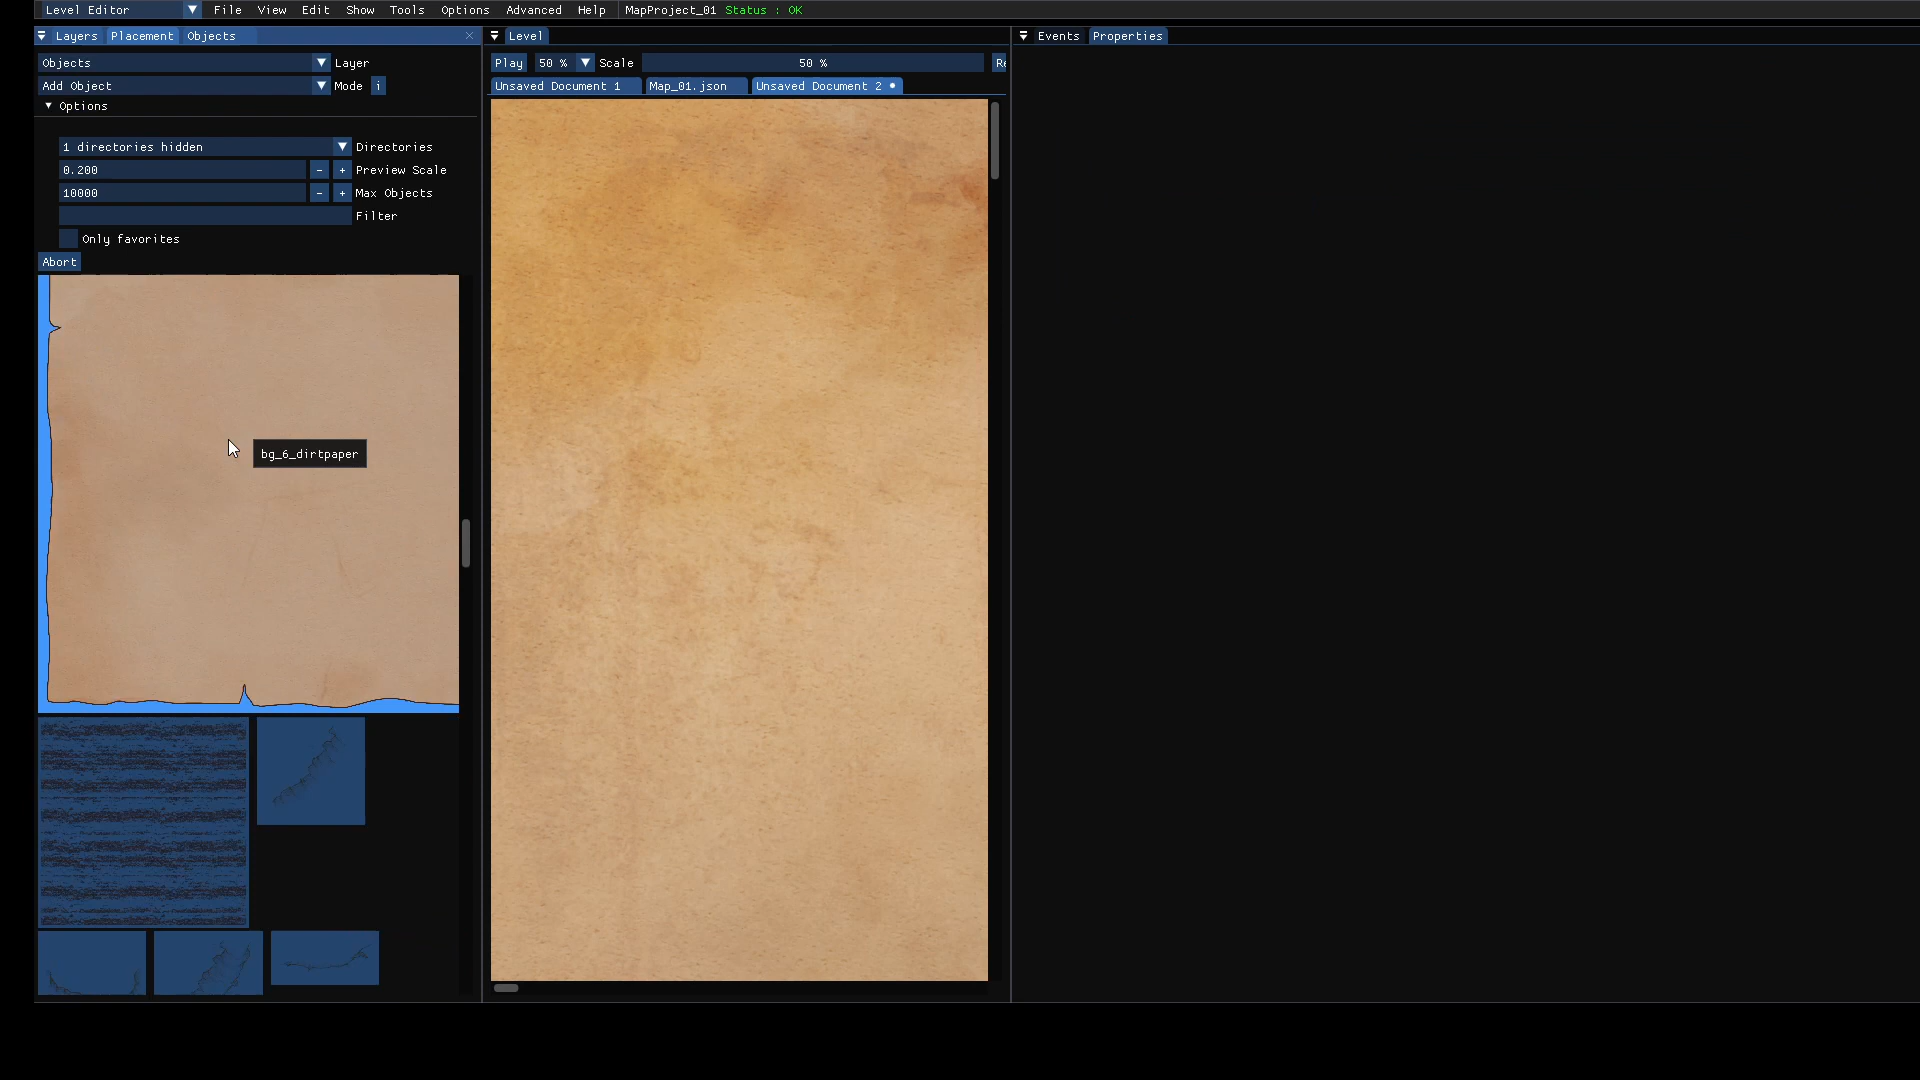 Level Editor File View Edit Show Tools Options Advanced Help MapProject_01 Status : OK
Layers Placement Objects
Objects Layer
Add Object Mode i
Options
1 directories hidden Directories
0.200 - + Preview Scale
10000 - + Max Objects
Filter
Only favorites
Abort
bg_6_dirtpaper
Level
Play 50 % Scale 50 % Re
Unsaved Document 1 Map_01.json Unsaved Document 2
Events Properties